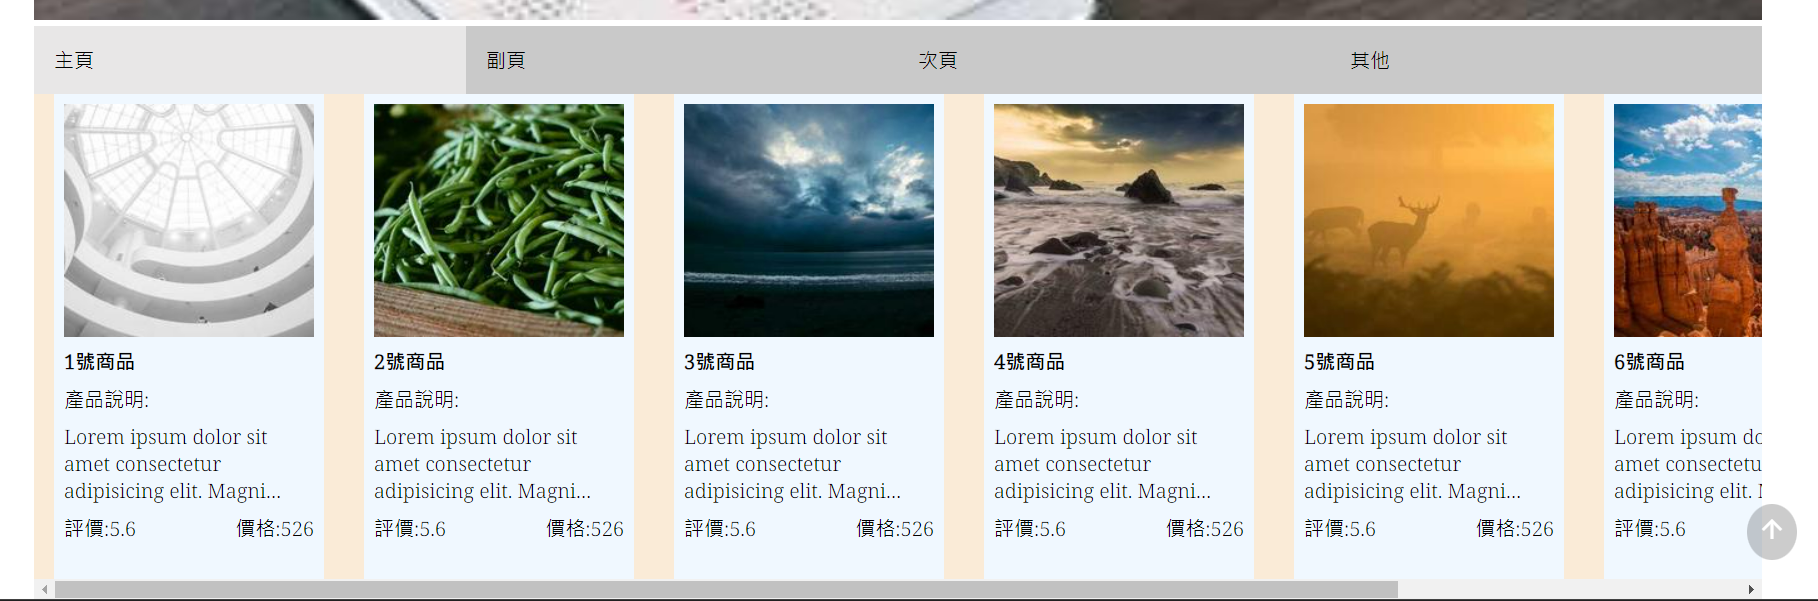 主頁
副頁
次頁
其他
1號商品
產品說明:
Lorem ipsum dolor sit
amet consectetur
adipisicing elit. Magni...
評價:5.6
價格:526
2號商品
產品說明:
Lorem ipsum dolor sit
amet consectetur
adipisicing elit. Magni...
評價:5.6
價格:526
3號商品
產品說明:
Lorem ipsum dolor sit
amet consectetur
adipisicing elit. Magni...
評價:5.6
價格:526
4號商品
產品說明:
Lorem ipsum dolor sit
amet consectetur
adipisicing elit. Magni...
評價:5.6
價格:526
5號商品
產品說明:
Lorem ipsum dolor sit
amet consectetur
adipisicing elit. Magni...
評價:5.6
價格:526
6號商品
產品說明:
Lorem ipsum do
amet consectetu
adipisicing elit.
評價:5.6